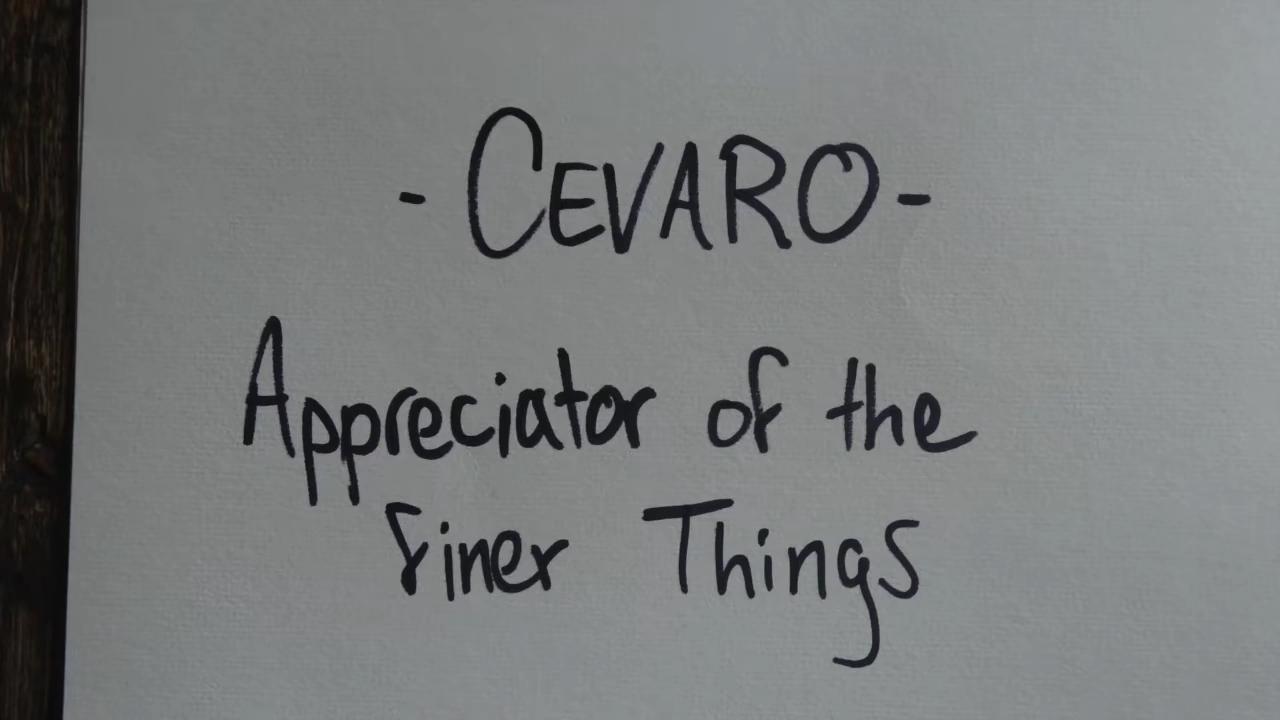 - CEVARO -
Appreciator of the
finer Things